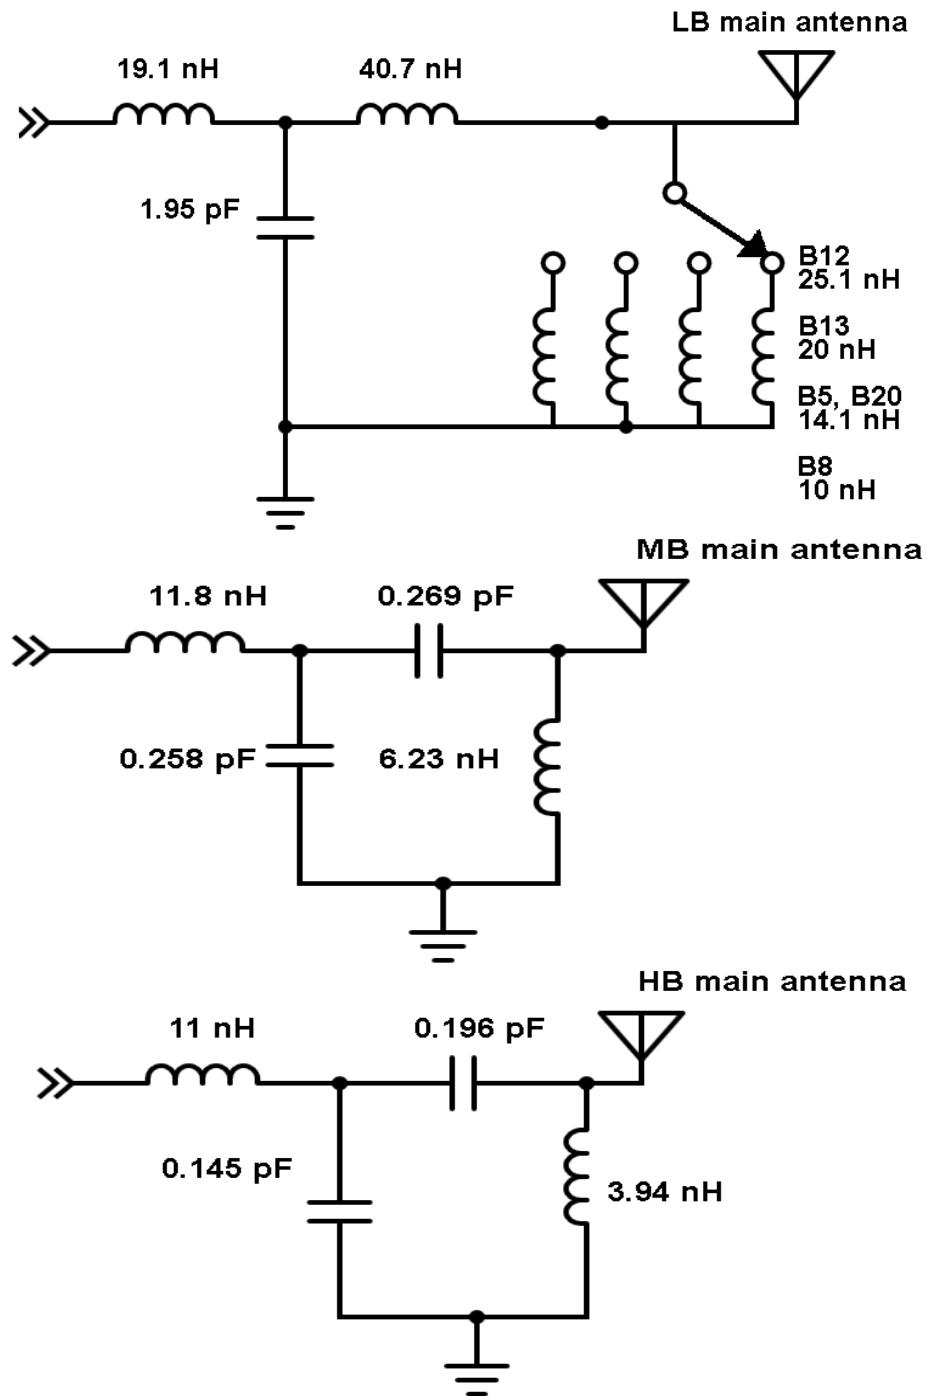 LB main antenna
19.1 nH
40.7 nH
1.95 pF
B12
25.1 nH
B13
20 nH
B5, B20
14.1 nH
B8
10 nH
MB main antenna
11.8 nH
0.269 pF
0.258 pF
6.23 nH
HB main antenna
11 nH
0.196 pF
0.145 pF
3.94 nH